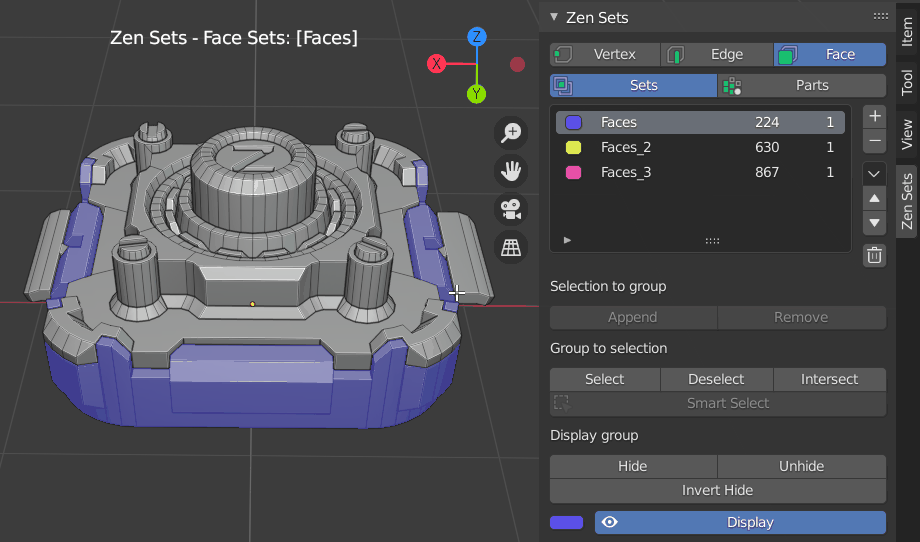 Zen Sets - Face Sets: [Faces]
Z
X
Y
Z
Zen Sets
Vertex Edge Face
Sets Parts
Faces 224 1
Faces_2 630 1
Faces_3 867 1
Selection to group
Append Remove
Group to selection
Select Deselect Intersect
Smart Select
Display group
Hide Unhide
Invert Hide
Display
Item
Tool
View
Zen Sets